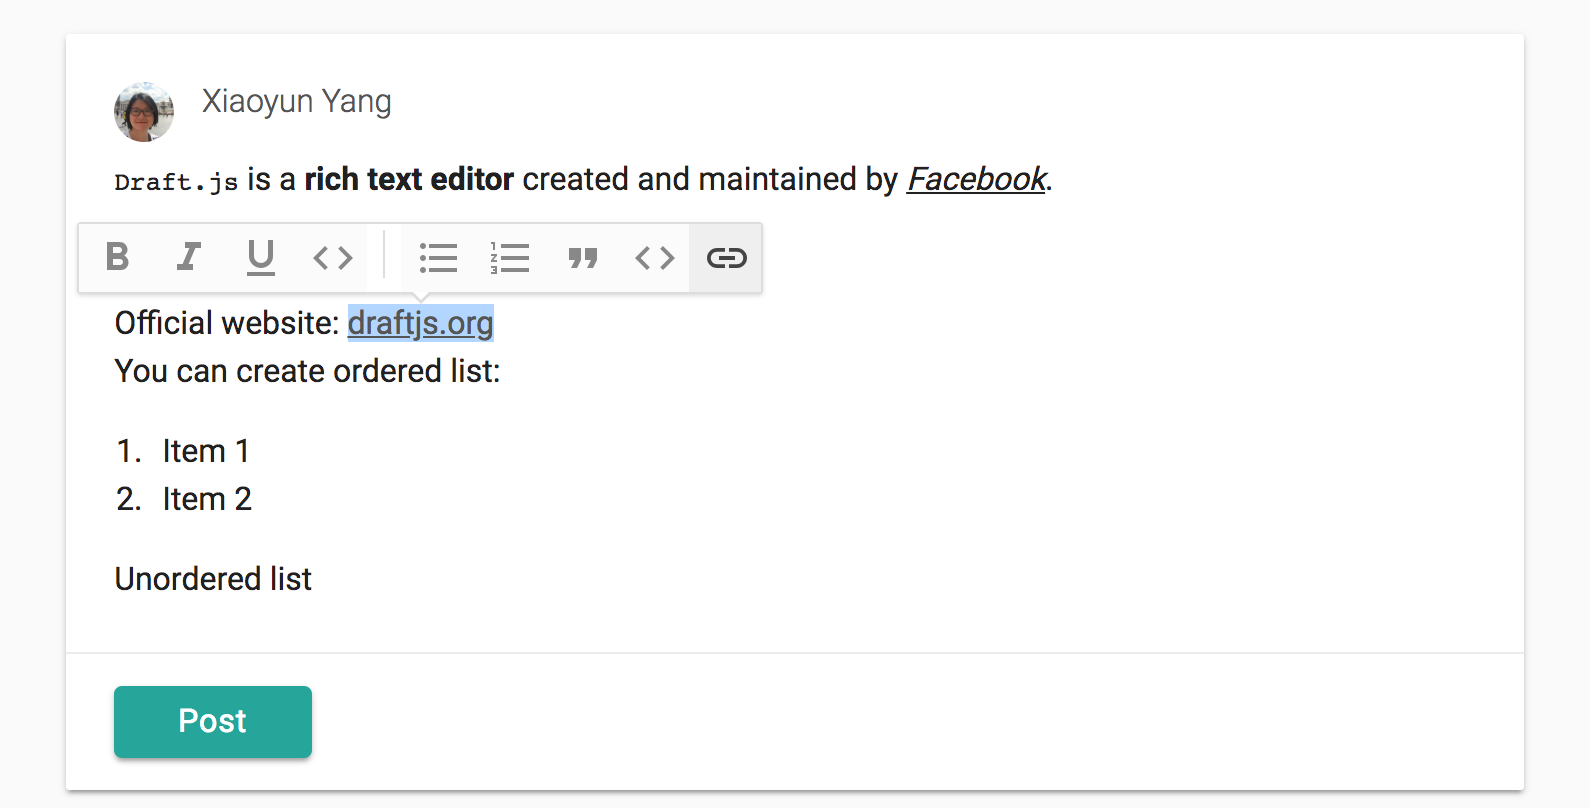 Xiaoyun Yang
Draft.js is a rich text editor created and maintained by Facebook.
Official website: draftjs.org
You can create ordered list:
1. Item 1
2. Item 2
Unordered list
Post